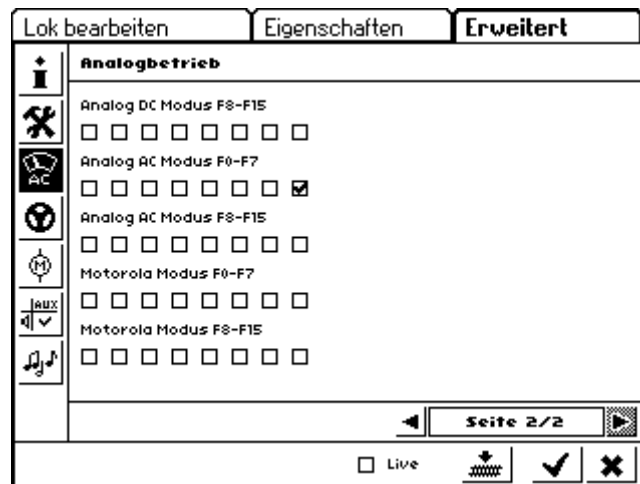 Lok bearbeiten
Eigenschaften
Erweitert
Analogbetrieb
Analog DC Modus F8-F15
Analog AC Modus F0-F7
AC
Analog AC Modus F8-F15
Motorola Modus F0-F7
M
AUX
Motorola Modus F8-F15
Seite 2/2
Live